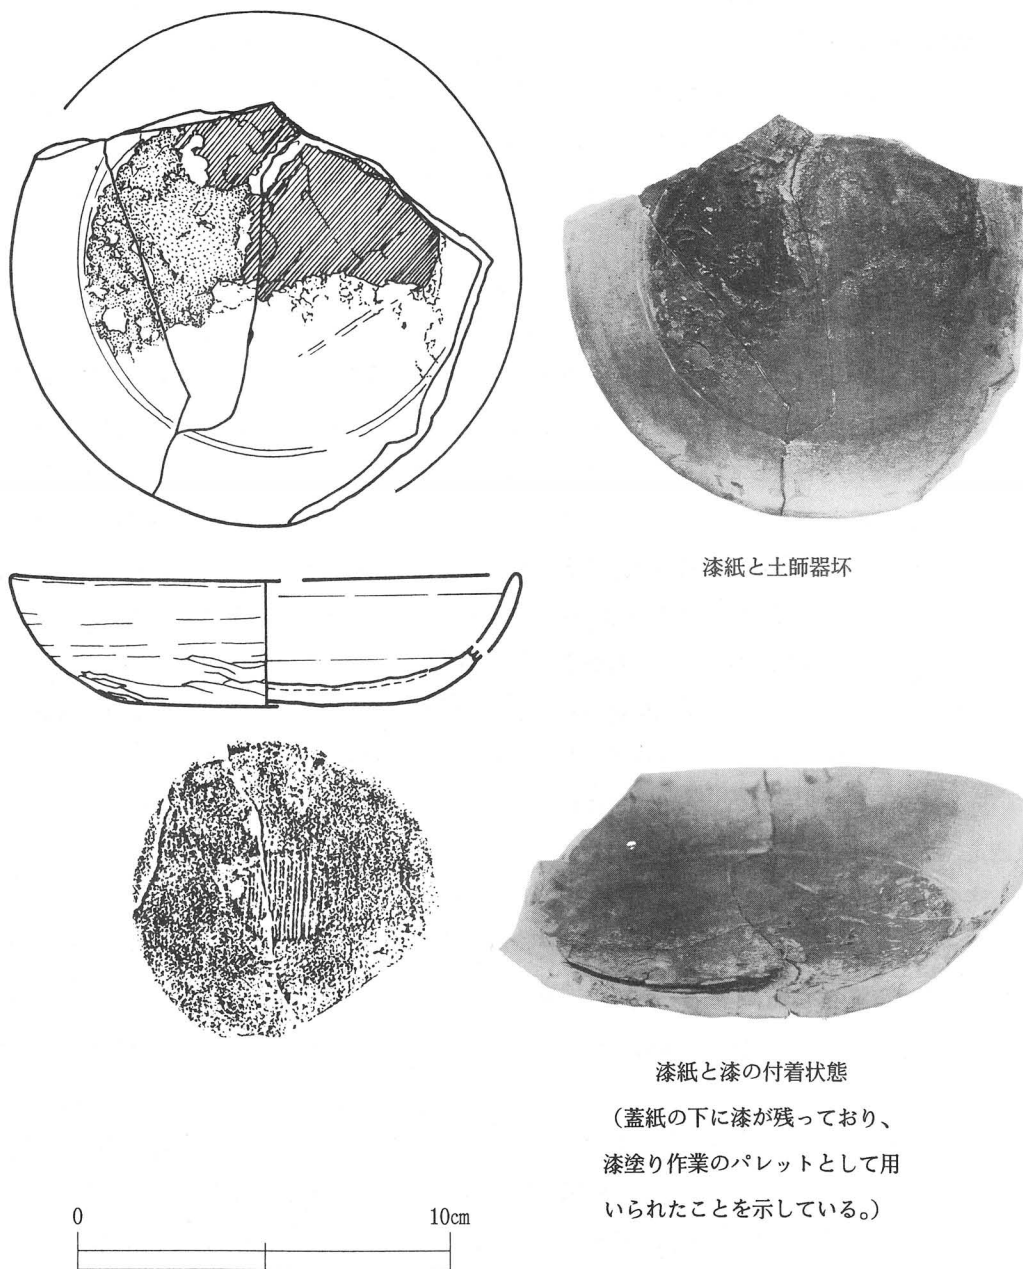 漆紙と土師器坏
漆紙と漆の付着状態
（蓋紙の下に漆が残っており、
漆塗り作業のパレットとして用
いられたことを示している。）
0 10cm